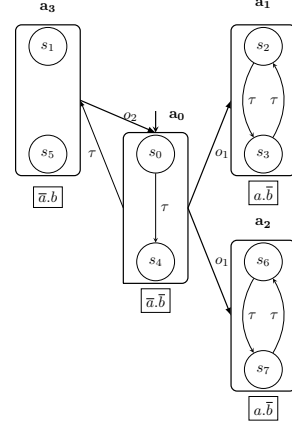 a₃
a₁
s₁
s₂
o₂
a₀
τ
τ
s₅
τ
s₀
o₁
s₃
a̅.b
a.b̅
τ
a₂
s₄
o₁
s₆
a̅.b̅
τ
τ
s₇
a.b̅